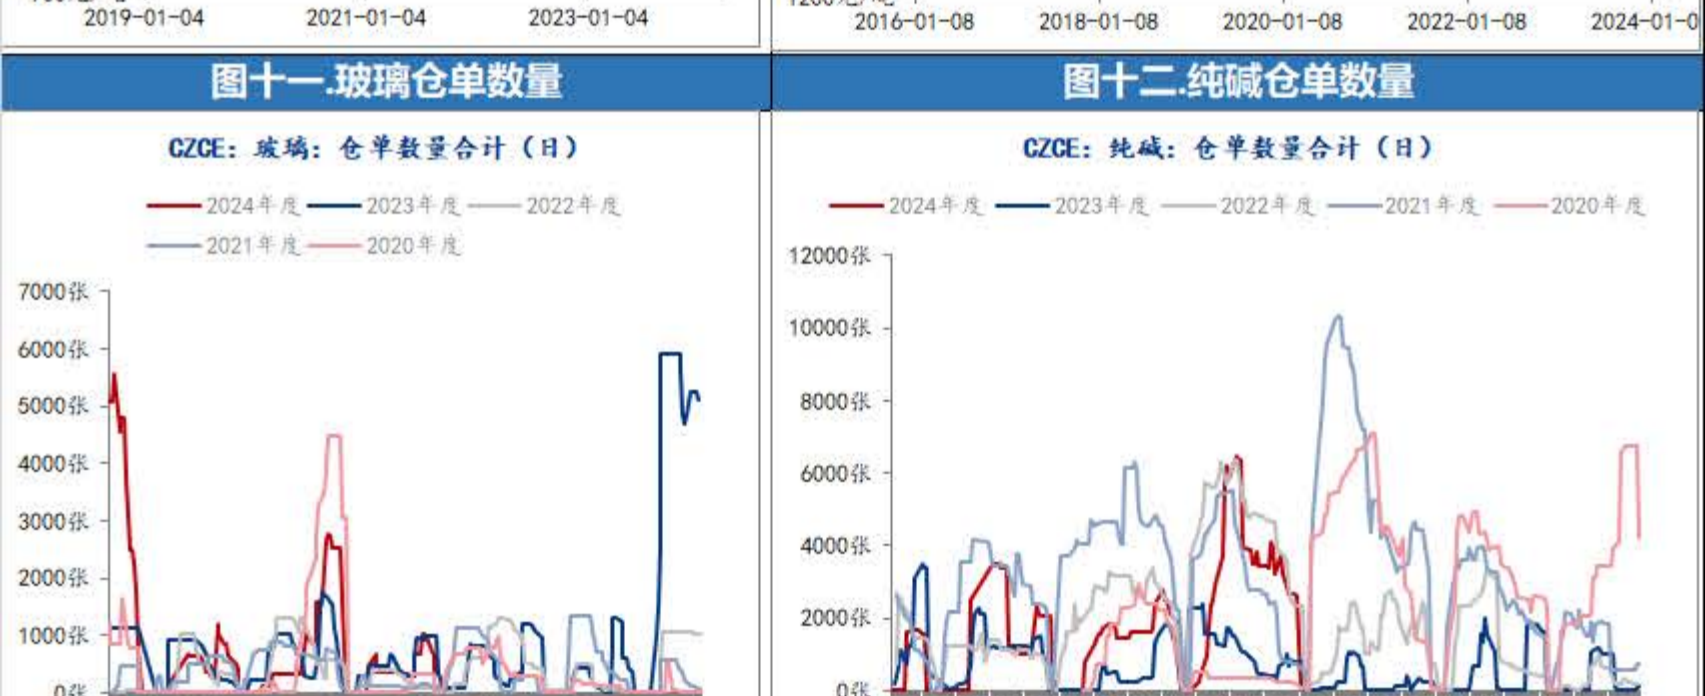 2019-01-04 2021-01-04 2023-01-04
2016-01-08 2018-01-08 2020-01-08 2022-01-08 2024-01-0
图十一.玻璃仓单数量
CZCE：玻璃：仓单数量合计（日）
2024年度 2023年度 2022年度
2021年度 2020年度
7000张
6000张
5000张
4000张
3000张
2000张
1000张
0张
图十二.纯碱仓单数量
CZCE：纯碱：仓单数量合计（日）
2024年度 2023年度 2022年度 2021年度 2020年度
12000张
10000张
8000张
6000张
4000张
2000张
0张